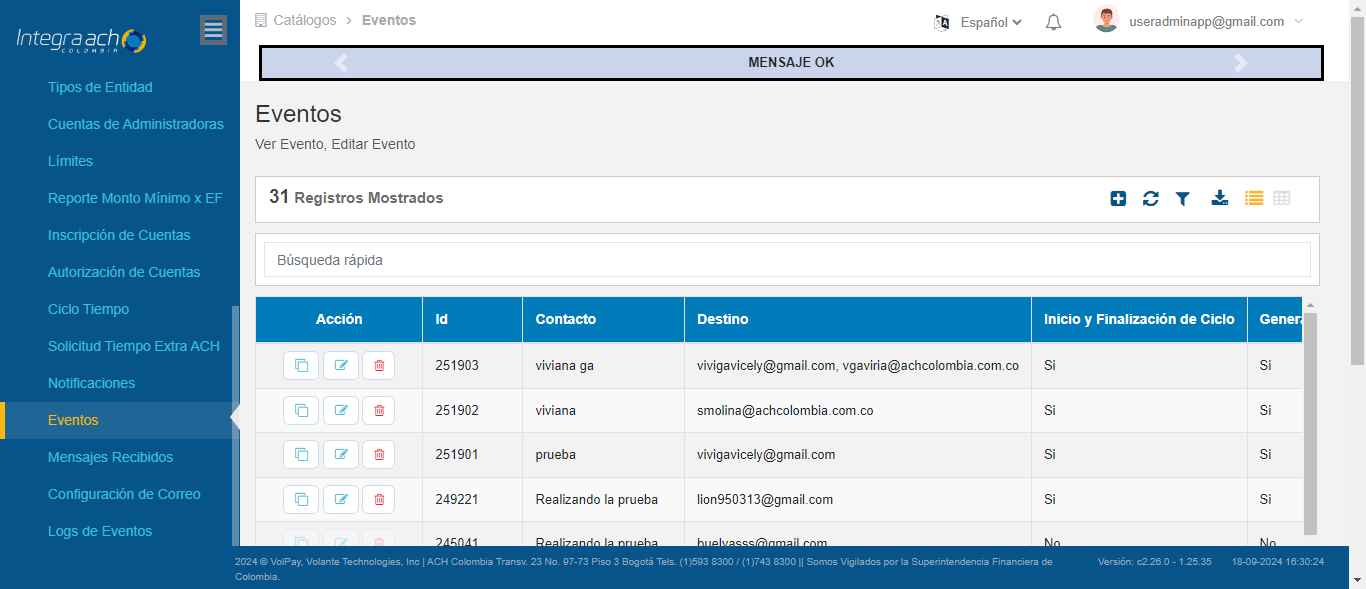 Integra ach
COLOMBIA
Tipos de Entidad
Cuentas de Administradoras
Límites
Reporte Monto Mínimo x EF
Inscripción de Cuentas
Autorización de Cuentas
Ciclo Tiempo
Solicitud Tiempo Extra ACH
Notificaciones
Eventos
Mensajes Recibidos
Configuración de Correo
Logs de Eventos
Catálogos > Eventos
Español
useradminapp@gmail.com
MENSAJE OK
Eventos
Ver Evento, Editar Evento
31 Registros Mostrados
Búsqueda rápida
Acción Id Contacto Destino Inicio y Finalización de Ciclo Genera
251903 viviana ga vivigavicely@gmail.com, vgaviria@achcolombia.com.co Si Si
251902 viviana smolina@achcolombia.com.co Si Si
251901 prueba vivigavicely@gmail.com Si Si
249221 Realizando la prueba lion950313@gmail.com Si Si
245041 Realizando la prueba buelvasss@gmail.com No No
2024 © VolPay, Volante Technologies, Inc | ACH Colombia Transv. 23 No. 97-73 Piso 3 Bogotá Tels. (1)593 8300 / (1)743 8300 || Somos Vigilados por la Superintendencia Financiera de
Colombia.
Versión: c2.26.0 - 1.25.35 18-09-2024 16:30:24